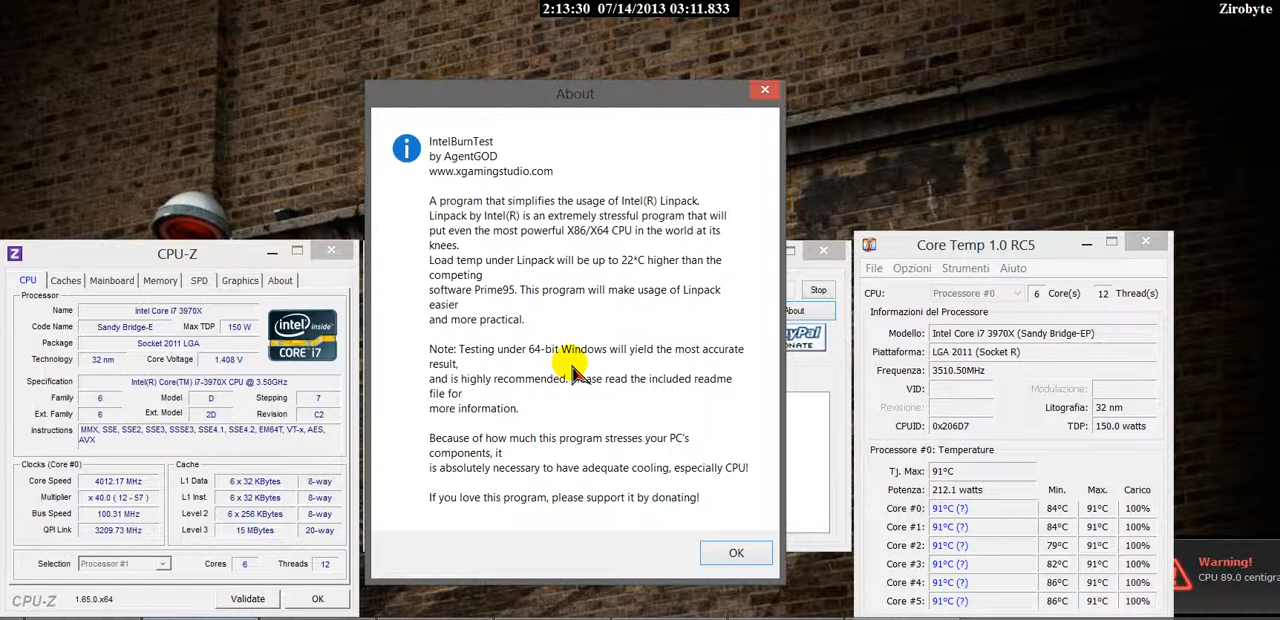 2:13:30 07/14/2013 03:11.833
Zirobyte
About
IntelBurnTest
by AgentGOD
www.xgamingstudio.com
A program that simplifies the usage of Intel(R) Linpack.
Linpack by Intel(R) is an extremely stressful program that will
put even the most powerful X86/X64 CPU in the world at its
knees.
Load temp under Linpack will be up to 22*C higher than the
competing
software Prime95. This program will make usage of Linpack
easier
and more practical.
Note: Testing under 64-bit Windows will yield the most accurate
result,
and is highly recommended. read the included readme
file for
more information.
Because of how much this program stresses your PC's
components, it
is absolutely necessary to have adequate cooling, especially CPU!
If you love this program, please support it by donating!
OK
CPU-Z
CPU Caches Mainboard Memory SPD Graphics About
Processor
Name Intel Core i7 3970X
Code Name Sandy Bridge-E Max TDP 150 W
Package Socket 2011 LGA
Technology 32 nm Core Voltage 1.408 V
intel inside
CORE i7
Specification Intel(R) Core(TM) i7-3970X CPU @ 3.50GHz
Family 6 Model D Stepping 7
Ext. Family 6 Ext. Model 2D Revision C2
Instructions MMX, SSE, SSE2, SSE3, SSSE3, SSE4.1, SSE4.2, EM64T, VT-x, AES,
AVX
Clocks (Core #0)
Core Speed 4012.17 MHz
Multiplier x 40.0 ( 12 - 57 )
Bus Speed 100.31 MHz
QPI Link 3209.73 MHz
Cache
L1 Data 6 x 32 KBytes 8-way
L1 Inst. 6 x 32 KBytes 8-way
Level 2 6 x 256 KBytes 8-way
Level 3 15 MBytes 20-way
Selection Processor #1 Cores 6 Threads 12
CPU-Z 1.65.0.x64 Validate OK
Stop
About
PayPal
DONATE
Core Temp 1.0 RC5
File Opzioni Strumenti Aiuto
CPU: Processore #0 6 Core(s) 12 Thread(s)
Informazioni del Processore
Modello: Intel Core i7 3970X (Sandy Bridge-EP)
Piattaforma: LGA 2011 (Socket R)
Frequenza: 3510.50MHz
VID: Modulazione:
Revisione: Litografia: 32 nm
CPUID: 0x206D7 TDP: 150.0 watts
Processore #0: Temperature
Tj. Max: 91°C
Potenza: 212.1 watts Min. Max. Carico
Core #0: 91°C (?) 84°C 91°C 100%
Core #1: 91°C (?) 84°C 91°C 100%
Core #2: 91°C (?) 79°C 91°C 100%
Core #3: 91°C (?) 82°C 91°C 100%
Core #4: 91°C (?) 86°C 91°C 100%
Core #5: 91°C (?) 86°C 91°C 100%
Warning!
CPU 89.0 centigra